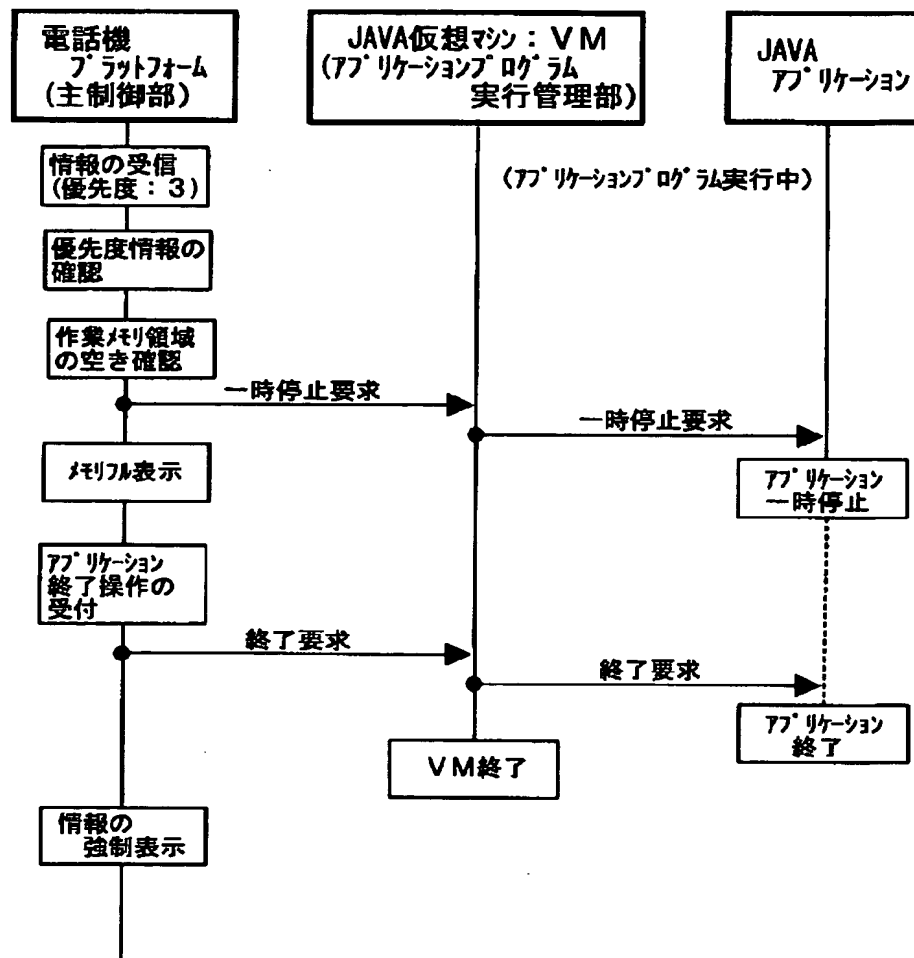 電話機
プラットフォーム
(主制御部)
JAVA仮想マシン：VM
(アプリケーションプログラム
実行管理部)
JAVA
アプリケーション
情報の受信
(優先度：3)
(アプリケーションプログラム実行中)
優先度情報の
確認
作業メモリ領域
の空き確認
一時停止要求
一時停止要求
メモリフル表示
アプリケーション
一時停止
アプリケーション
終了操作の
受付
終了要求
終了要求
アプリケーション
終了
VM終了
情報の
強制表示